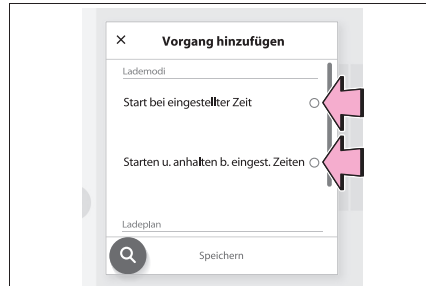 Vorgang hinzufügen
Lademodi
Start bei eingestellter Zeit
Starten u. anhalten b. eingest. Zeiten
Ladeplan
Speichern